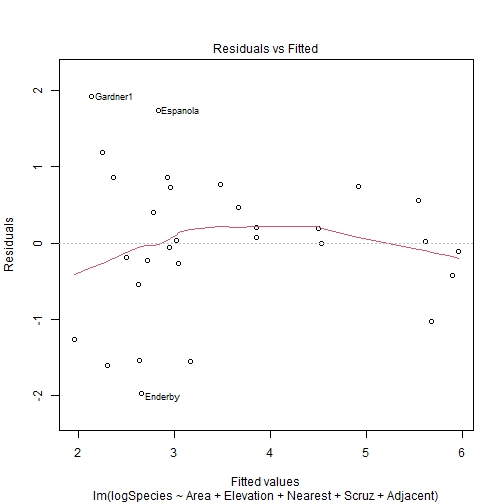 Residuals vs Fitted
2
1
0
-1
-2
Residuals
Gardner1
Espanola
Enderby
2 3 4 5 6
Fitted values
lm(logSpecies ~ Area + Elevation + Nearest + Scruz + Adjacent)